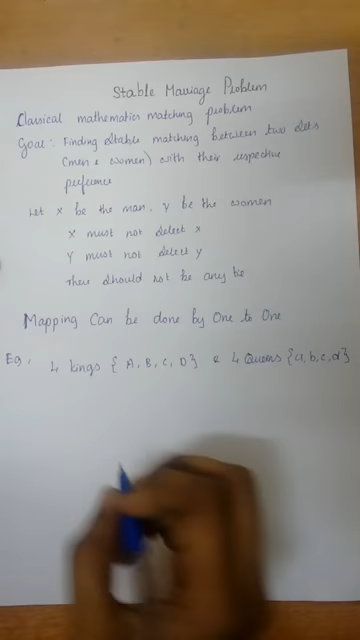 Stable Marriage Problem
Classical mathematics matching problem
Goal: Finding stable matching between two sets
(men & women) with their respective
preference
Let X be the man, Y be the women
X must not select x
Y must not select y
There should not be any tie
Mapping Can be done by One to One
Eg, 4 kings {A, B, C, D} & 4 Queens {a, b, c, d}